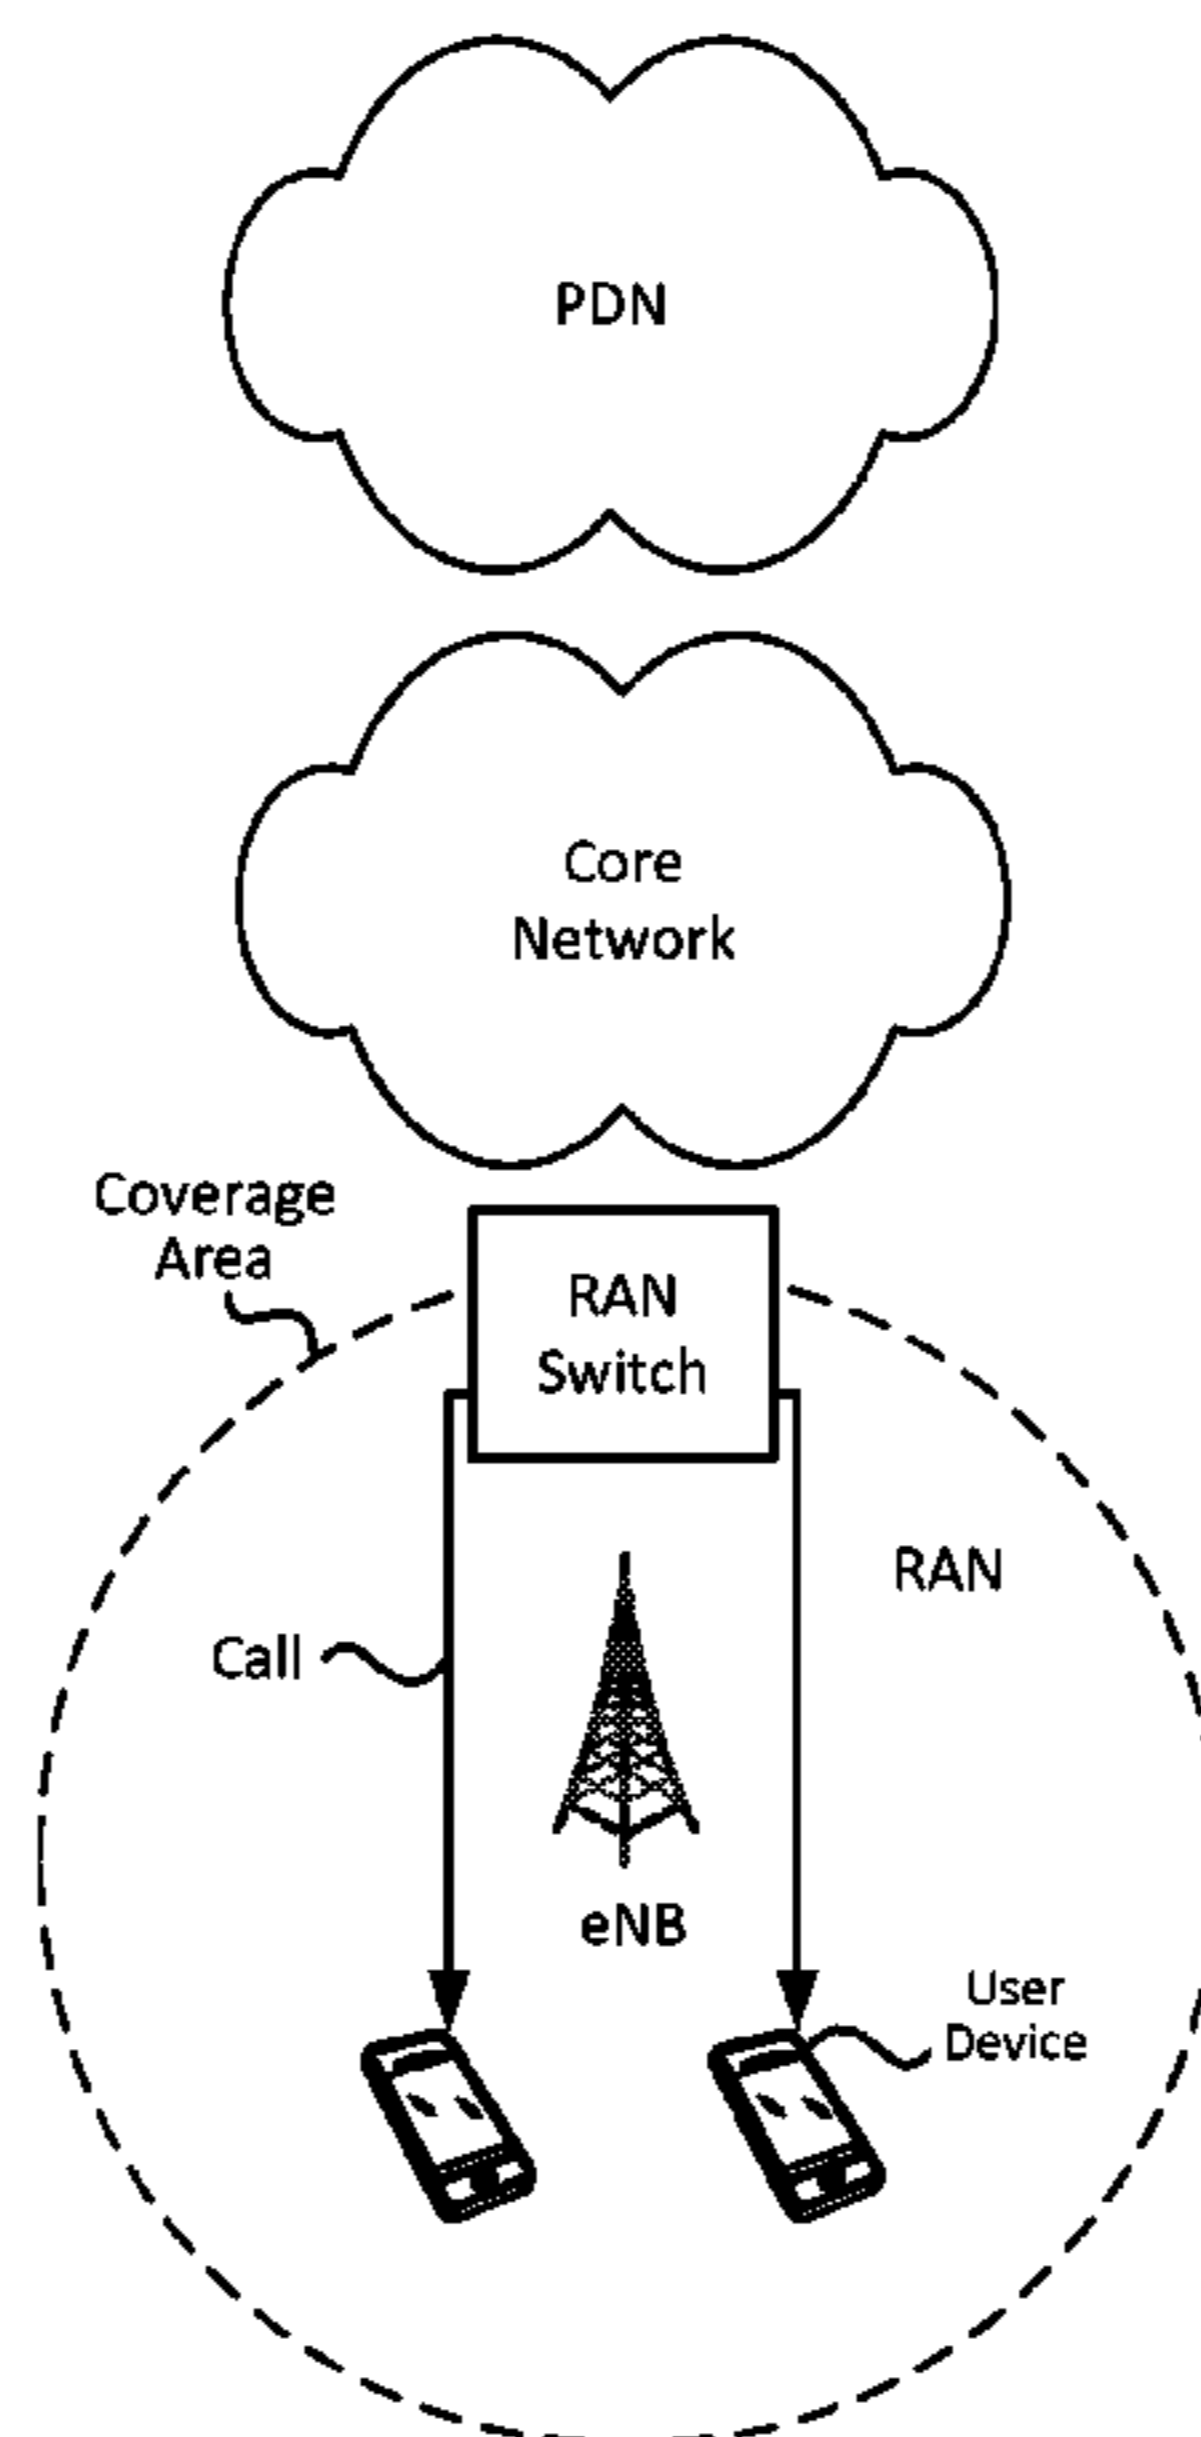 PDN
Core
Network
Coverage
Area
RAN
Switch
RAN
Call
eNB
User
Device